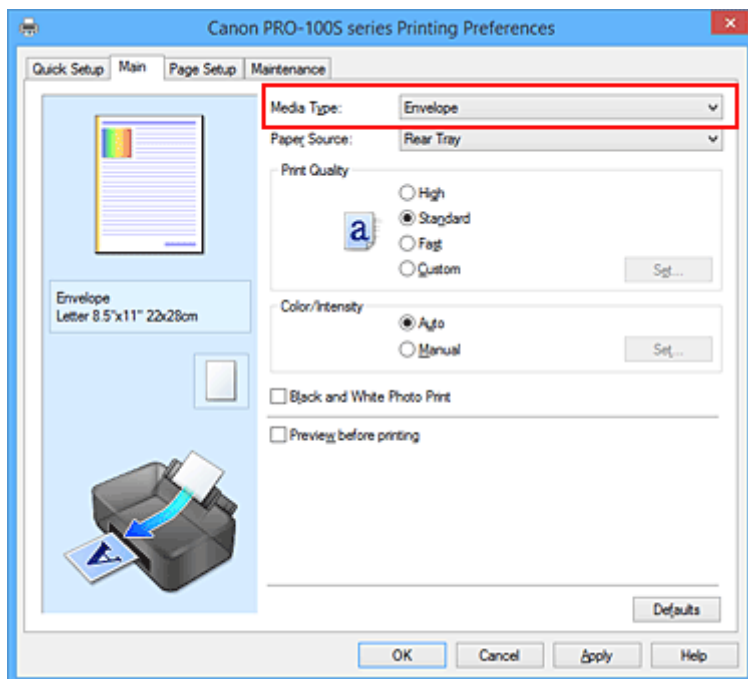 Canon PRO-100S series Printing Preferences
Quick Setup Main Page Setup Maintenance
Media Type: Envelope
Paper Source: Rear Tray
Print Quality
High
Standard
Fast
Custom Set...
a
Envelope
Letter 8.5"x11" 22x28cm
Color/Intensity
Auto
Manual Set...
Black and White Photo Print
Preview before printing
A
Defaults
OK Cancel Apply Help